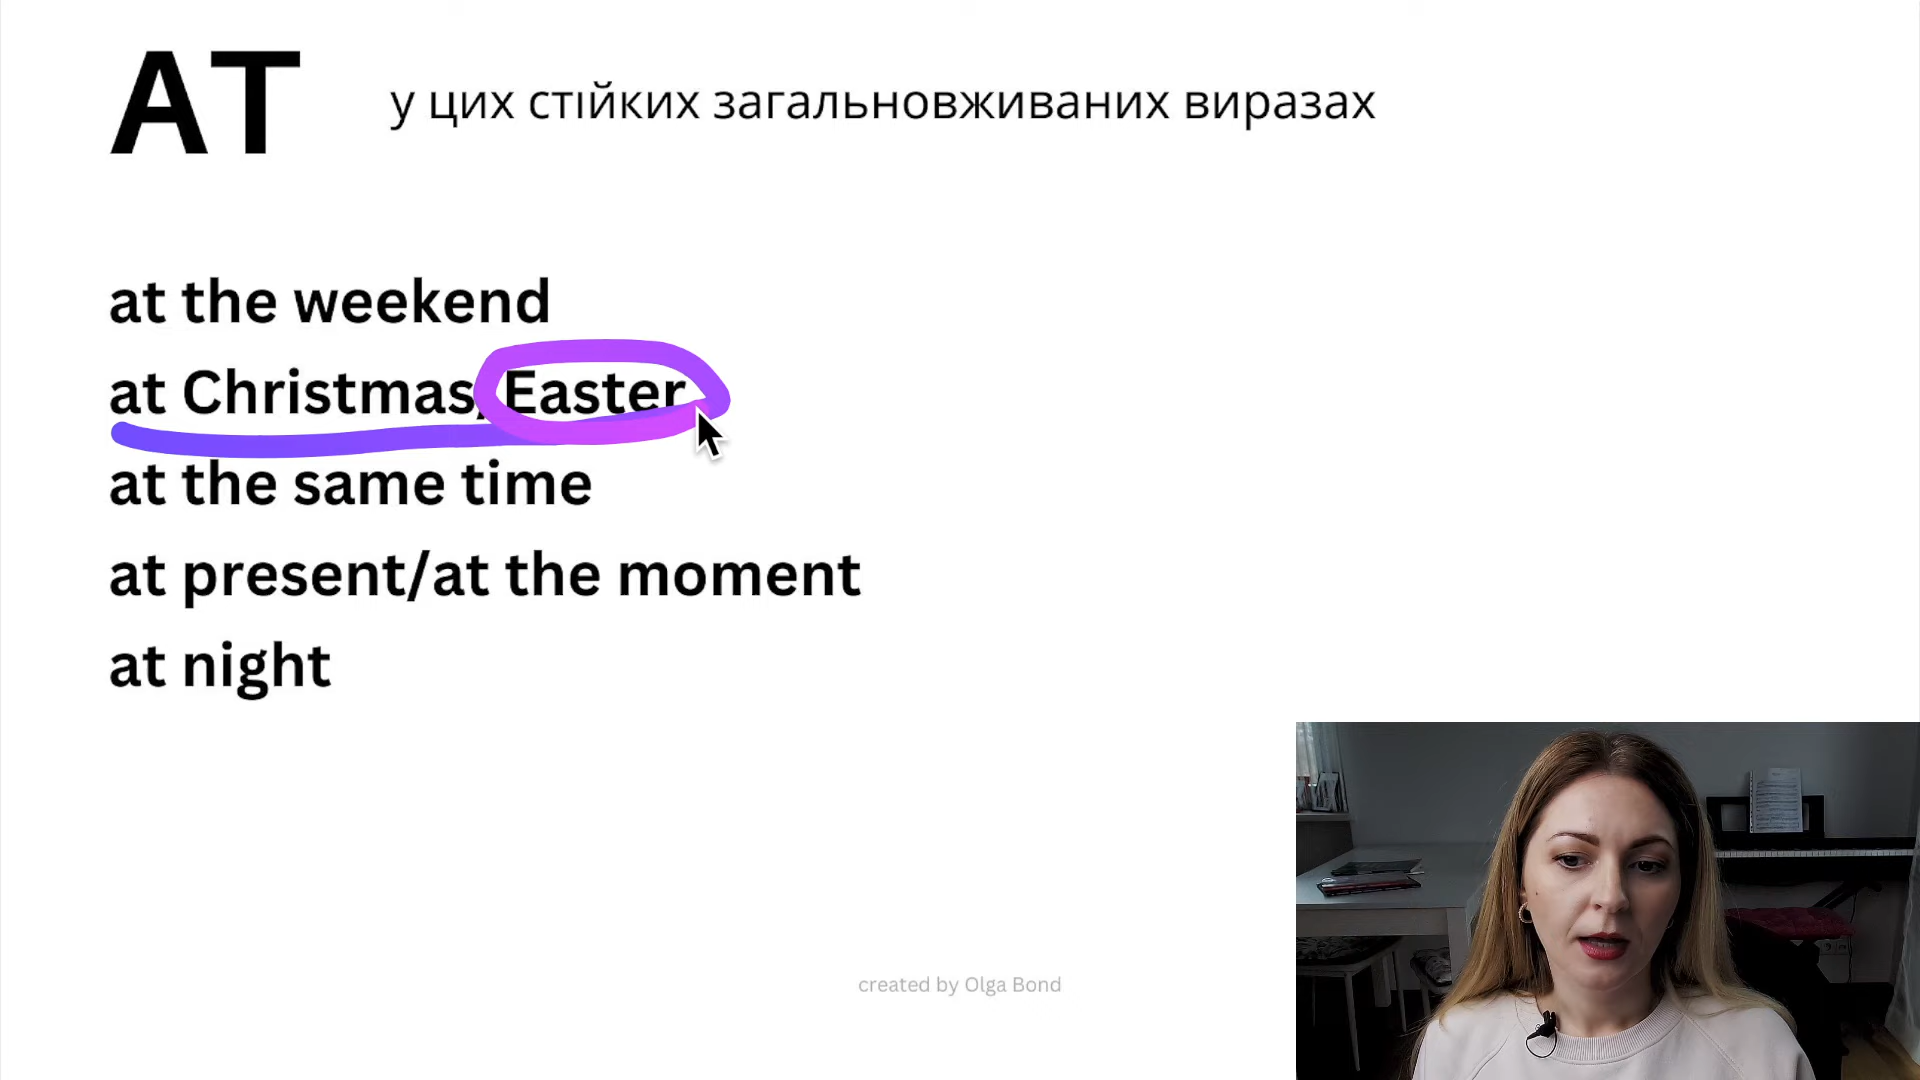 AT
у цих стійких загальновживаних виразах
at the weekend
at Christmas/Easter
at the same time
at present/at the moment
at night
created by Olga Bond